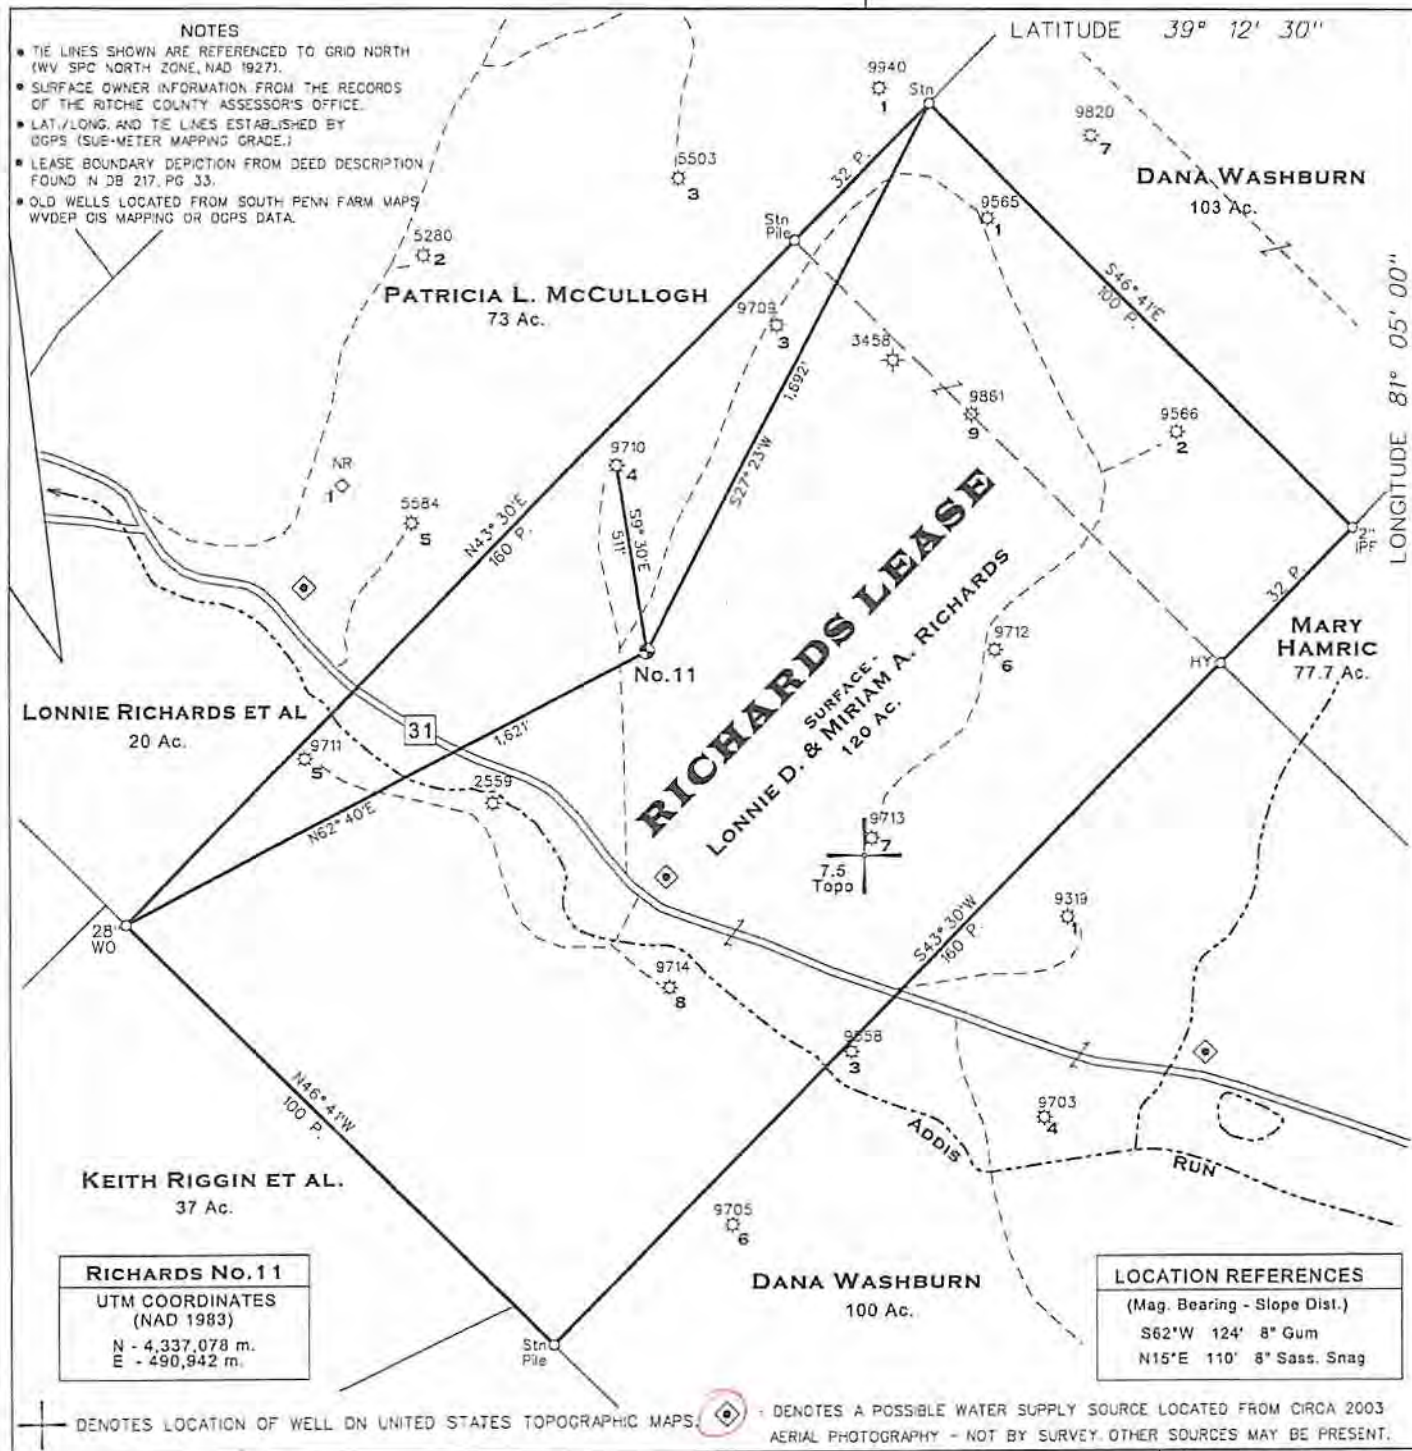 NOTES
• TIE LINES SHOWN ARE REFERENCED TO GRID NORTH
(WV SPC NORTH ZONE, NAD 1927).
• SURFACE OWNER INFORMATION FROM THE RECORDS
OF THE RITCHIE COUNTY ASSESSOR'S OFFICE.
• LAT./LONG. AND TIE LINES ESTABLISHED BY
DGPS (SUB-METER MAPPING GRADE.)
• LEASE BOUNDARY DEPICTION FROM DEED DESCRIPTION
FOUND IN DB 217, PG 33.
• OLD WELLS LOCATED FROM SOUTH PENN FARM MAPS
WVDEP GIS MAPPING OR DGPS DATA.
LATITUDE 39° 12' 30"
LONGITUDE 81° 05' 00"
9940
1
Stn
9820
7
DANA WASHBURN
103 Ac.
5503
3
32 P.
Stn
Pile
9565
1
5280
2
PATRICIA L. McCULLOGH
73 Ac.
S46° 41'E
100 P.
9709
3
3458
1,692'
S27° 23'W
9861
9
9566
2
9710
4
NR
1
5584
5
N43° 30'E
160 P.
S9° 30'E
511'
2"
IPF
32 P.
RICHARDS LEASE
SURFACE -
LONNIE D. & MIRIAM A. RICHARDS
120 Ac.
9712
6
MARY
HAMRIC
77.7 Ac.
HY
No.11
LONNIE RICHARDS ET AL
20 Ac.
31
1,621'
N62° 40'E
9711
5
2559
9713
7
7.5
Topo
28"
WO
9319
1
S43° 30'W
160 P.
9714
8
9558
3
9703
4
ADDIS
RUN
N46° 41'W
100 P.
KEITH RIGGIN ET AL.
37 Ac.
9705
6
DANA WASHBURN
100 Ac.
RICHARDS No.11
UTM COORDINATES
(NAD 1983)
N - 4,337,078 m.
E - 490,942 m.
Stn
Pile
LOCATION REFERENCES
(Mag. Bearing - Slope Dist.)
S62°W 124' 8" Gum
N15°E 110' 8" Sass. Snag
DENOTES LOCATION OF WELL ON UNITED STATES TOPOGRAPHIC MAPS.
- DENOTES A POSSIBLE WATER SUPPLY SOURCE LOCATED FROM CIRCA 2003
AERIAL PHOTOGRAPHY - NOT BY SURVEY. OTHER SOURCES MAY BE PRESENT.